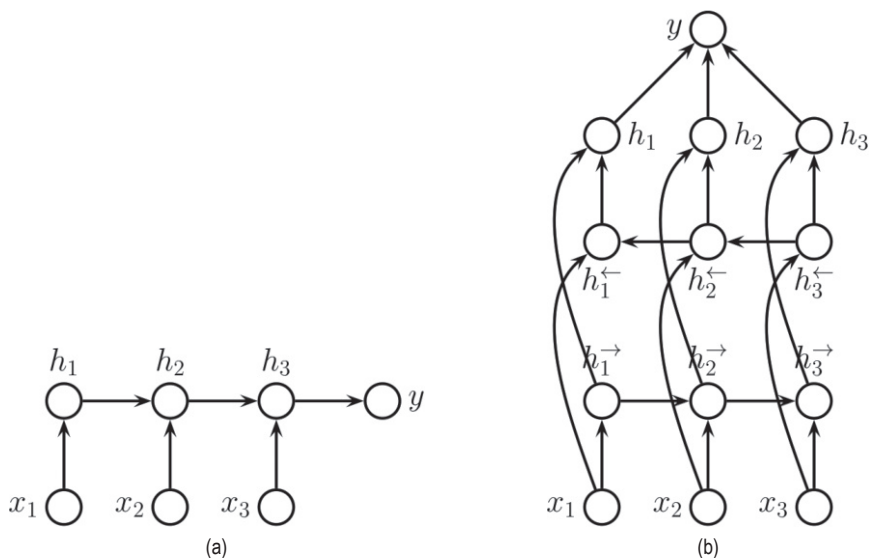 y
h₁ h₂ h₃
h₁← h₂← h₃←
h₁→ h₂→ h₃→
h₁ h₂ h₃
y
x₁ x₂ x₃
x₁ x₂ x₃
(a) (b)